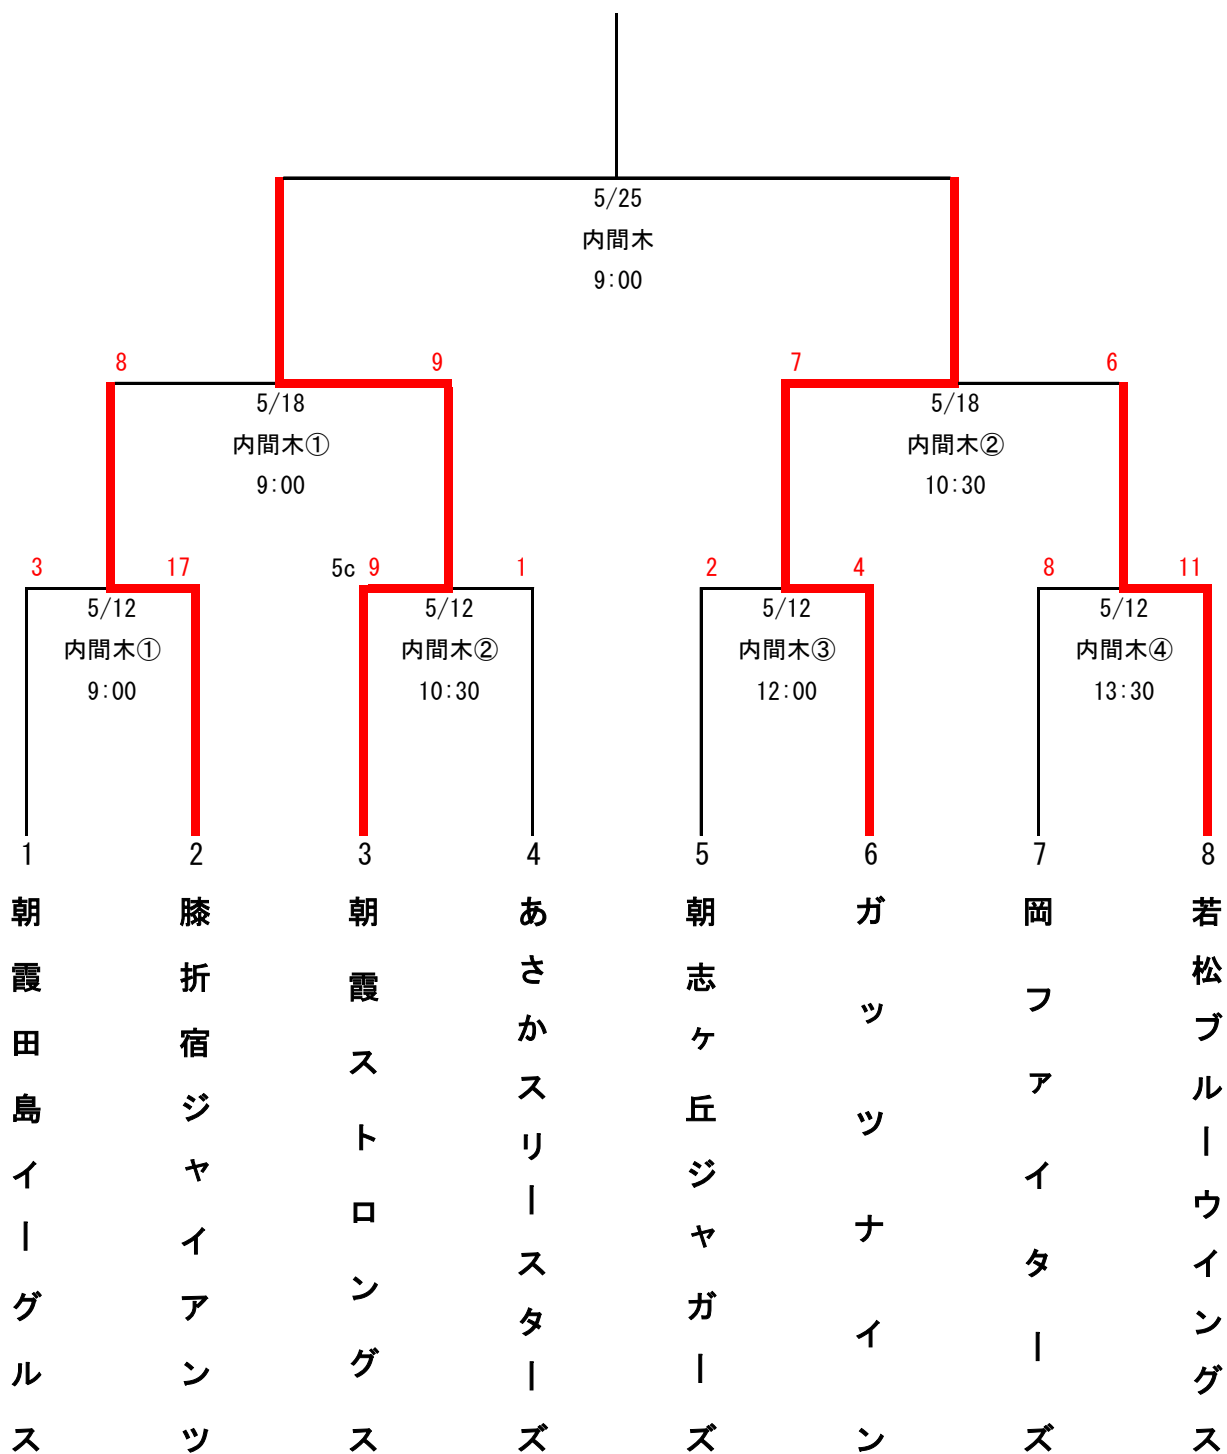 5/25
内間木
9:00
8 9 7 6
5/18 5/18
内間木① 内間木②
9:00 10:30
3 17 5c 9 1 2 4 8 11
5/12 5/12 5/12 5/12
内間木① 内間木② 内間木③ 内間木④
9:00 10:30 12:00 13:30
1 2 3 4 5 6 7 8
朝霞田島イーグルス
膝折宿ジャイアンツ
朝霞ストロングス
あさかスリースターズ
朝志ヶ丘ジャガーズ
ガッツナイン
岡ファイターズ
若松ブルーウイングス